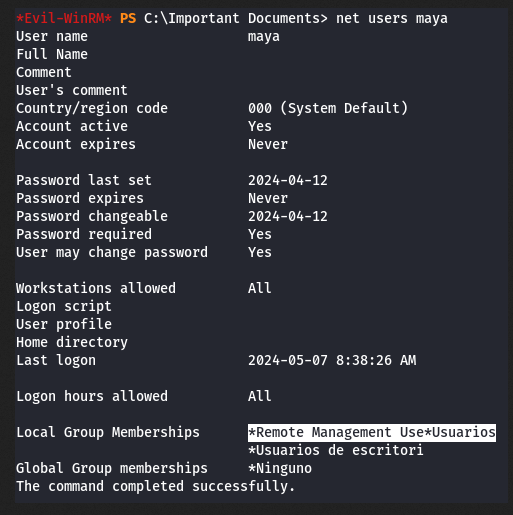 *Evil-WinRM* PS C:\Important Documents> net users maya
User name                    maya
Full Name
Comment
User's comment
Country/region code          000 (System Default)
Account active               Yes
Account expires              Never

Password last set            2024-04-12
Password expires             Never
Password changeable          2024-04-12
Password required            Yes
User may change password     Yes

Workstations allowed         All
Logon script
User profile
Home directory
Last logon                   2024-05-07 8:38:26 AM

Logon hours allowed          All

Local Group Memberships      *Remote Management Use*Usuarios
                             *Usuarios de escritori
Global Group memberships     *Ninguno
The command completed successfully.